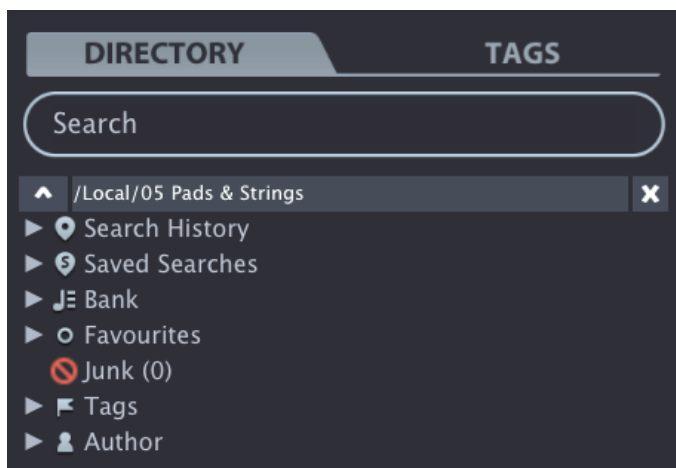 DIRECTORY TAGS
Search
/Local/05 Pads & Strings
Search History
Saved Searches
Bank
Favourites
Junk (0)
Tags
Author